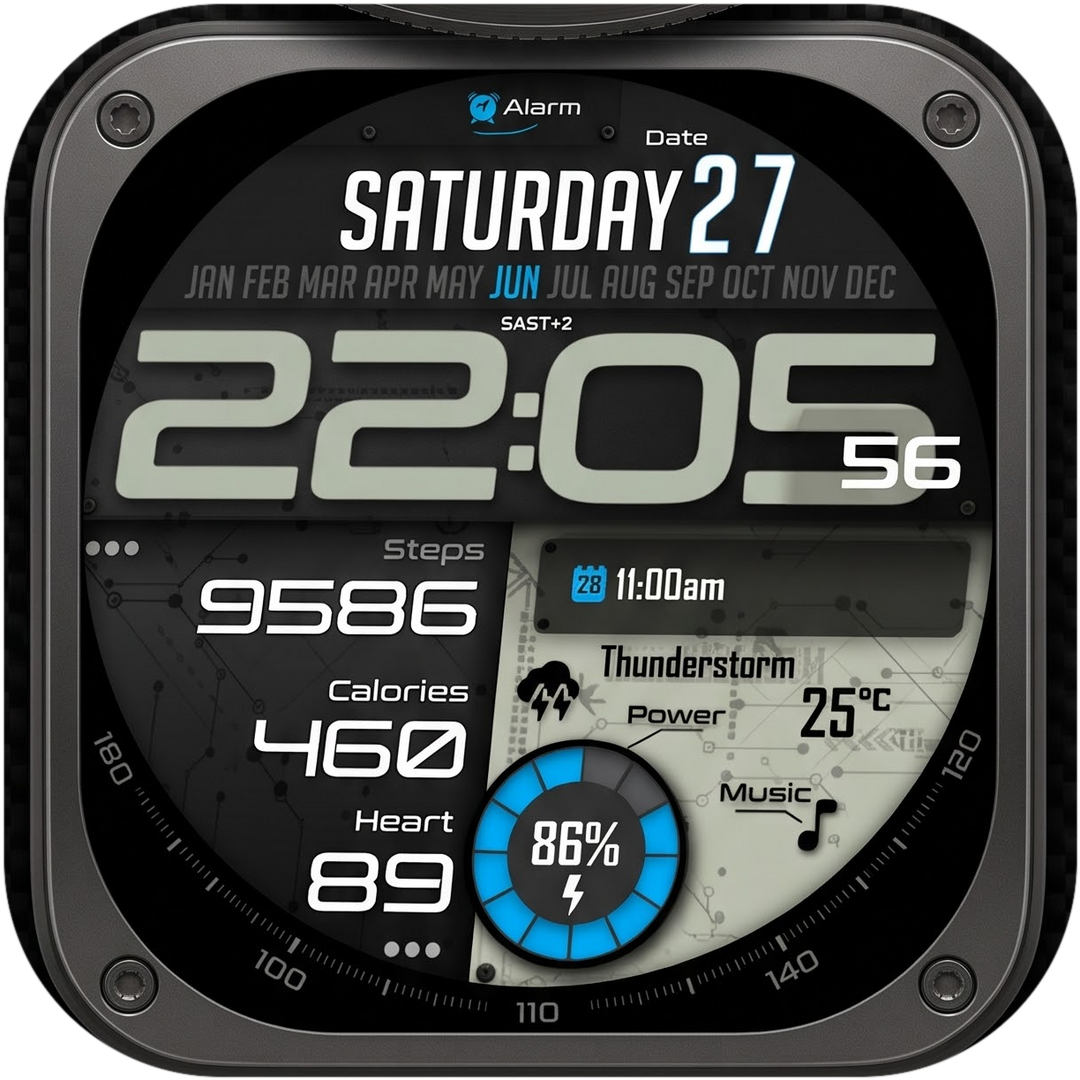 Alarm
Date
SATURDAY 27
JAN FEB MAR APR MAY JUN JUL AUG SEP OCT NOV DEC
SAST+2
22:05
56
Steps
9586
28 11:00am
Thunderstorm
25°C
Calories
460
Power
Music
Heart
89
86%
180
120
100
140
110